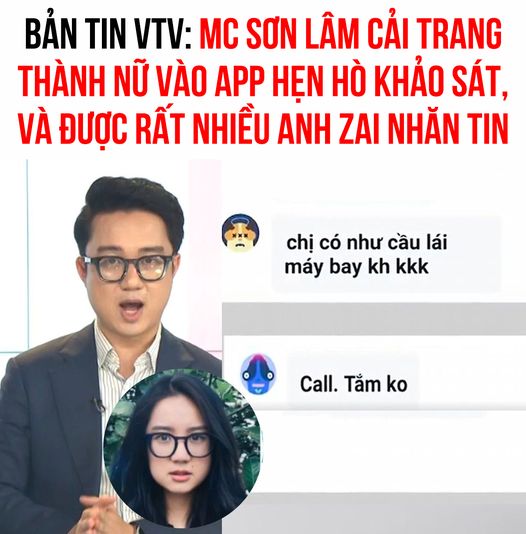 BẢN TIN VTV: MC SƠN LÂM CẢI TRANG
THÀNH NỮ VÀO APP HẸN HÒ KHẢO SÁT,
VÀ ĐƯỢC RẤT NHIỀU ANH ZAI NHĂN TIN
chị có như cầu lái
máy bay kh kkk
Call. Tắm ko